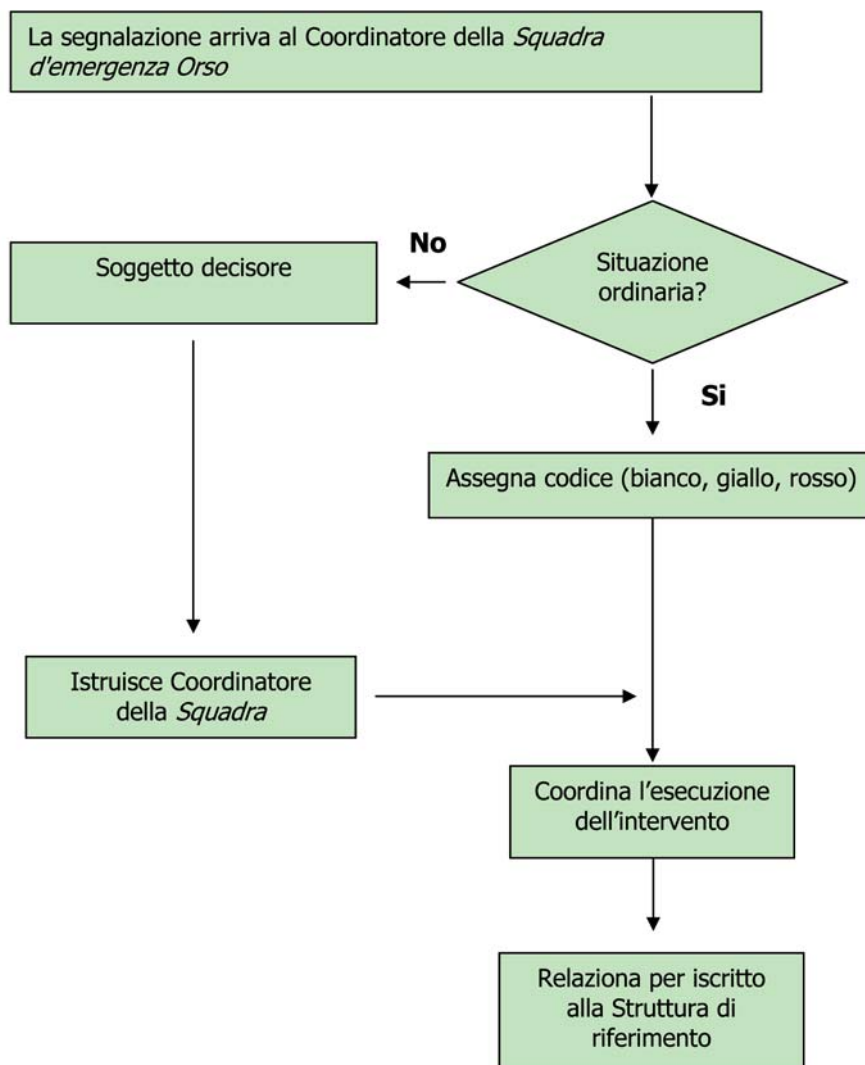 La segnalazione arriva al Coordinatore della Squadra
d'emergenza Orso
Situazione
ordinaria?
No
Soggetto decisore
Si
Assegna codice (bianco, giallo, rosso)
Istruisce Coordinatore
della Squadra
Coordina l'esecuzione
dell'intervento
Relaziona per iscritto
alla Struttura di
riferimento